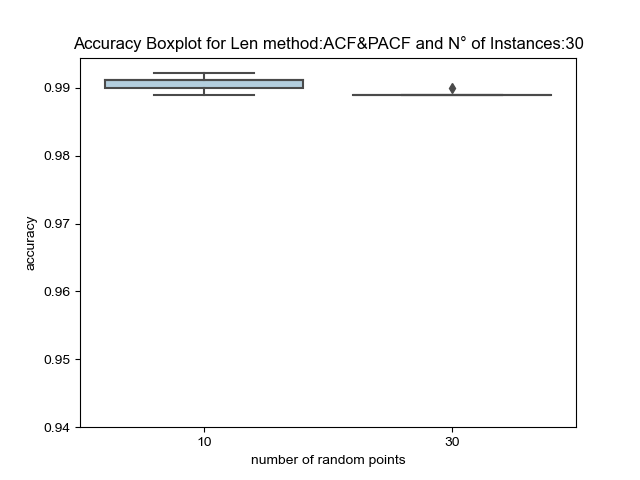 Accuracy Boxplot for Len method:ACF&PACF and N° of Instances:30
accuracy
0.99
0.98
0.97
0.96
0.95
0.94
10
30
number of random points